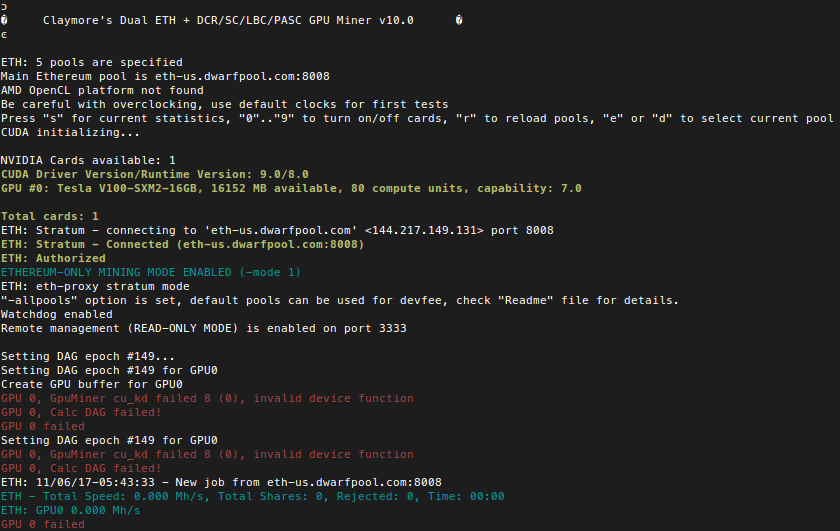 ɔ
� Claymore's Dual ETH + DCR/SC/LBC/PASC GPU Miner v10.0 �
ͼ
ETH: 5 pools are specified
Main Ethereum pool is eth-us.dwarfpool.com:8008
AMD OpenCL platform not found
Be careful with overclocking, use default clocks for first tests
Press "s" for current statistics, "0".."9" to turn on/off cards, "r" to reload pools, "e" or "d" to select current pool
CUDA initializing...
NVIDIA Cards available: 1
CUDA Driver Version/Runtime Version: 9.0/8.0
GPU #0: Tesla V100-SXM2-16GB, 16152 MB available, 80 compute units, capability: 7.0
Total cards: 1
ETH: Stratum - connecting to 'eth-us.dwarfpool.com' <144.217.149.131> port 8008
ETH: Stratum - Connected (eth-us.dwarfpool.com:8008)
ETH: Authorized
ETHEREUM-ONLY MINING MODE ENABLED (-mode 1)
ETH: eth-proxy stratum mode
"-allpools" option is set, default pools can be used for devfee, check "Readme" file for details.
Watchdog enabled
Remote management (READ-ONLY MODE) is enabled on port 3333
Setting DAG epoch #149...
Setting DAG epoch #149 for GPU0
Create GPU buffer for GPU0
GPU 0, GpuMiner cu_kd failed 8 (0), invalid device function
GPU 0, Calc DAG failed!
GPU 0 failed
Setting DAG epoch #149 for GPU0
GPU 0, GpuMiner cu_kd failed 8 (0), invalid device function
GPU 0, Calc DAG failed!
ETH: 11/06/17-05:43:33 - New job from eth-us.dwarfpool.com:8008
ETH - Total Speed: 0.000 Mh/s, Total Shares: 0, Rejected: 0, Time: 00:00
ETH: GPU0 0.000 Mh/s
GPU 0 failed